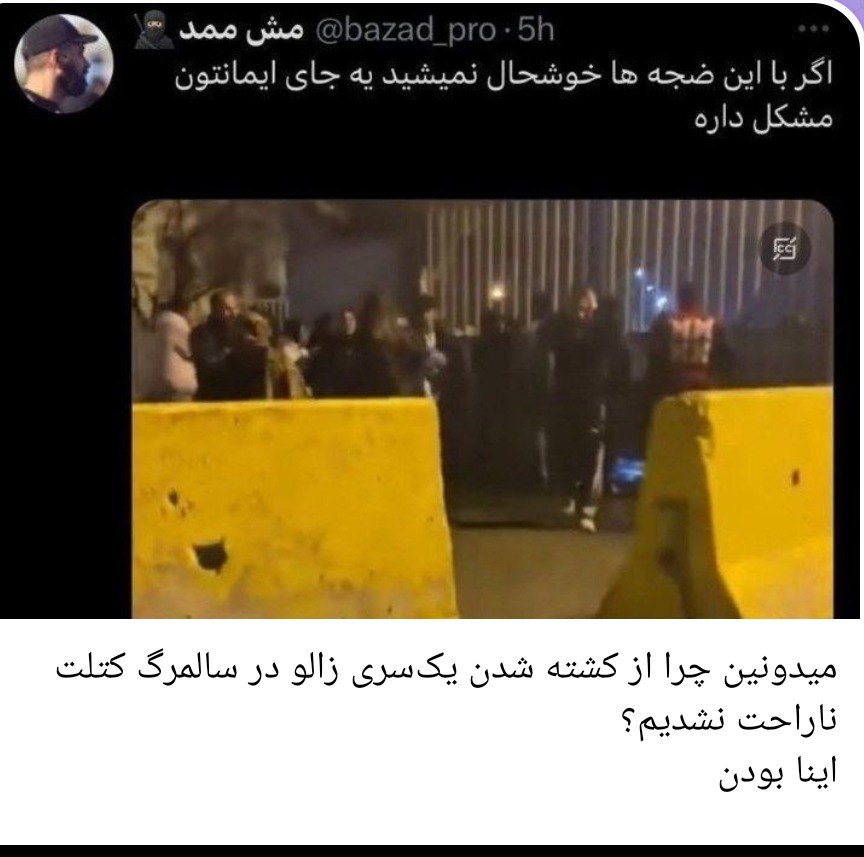 مش ممد @bazad_pro · 5h
اگر با این ضجه ها خوشحال نمیشید یه جای ایمانتون
مشکل داره
CC
میدونین چرا از کشته شدن یک‌سری زالو در سالمرگ کتلت
ناراحت نشدیم؟
اینا بودن